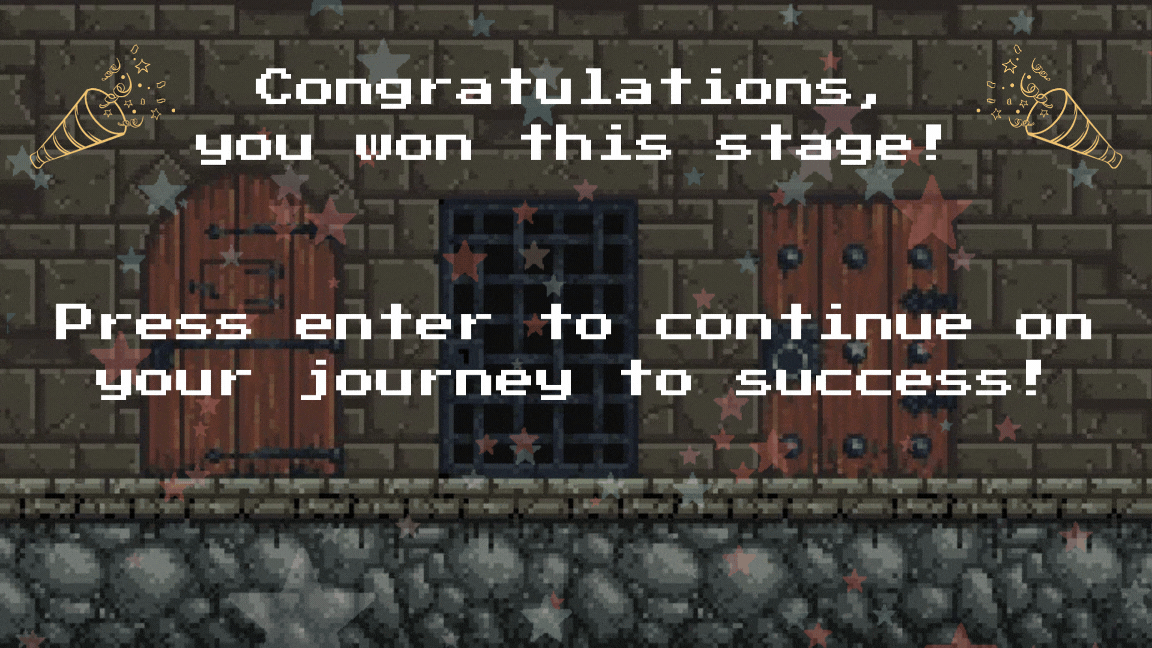 Congratulations,
you won this stage!
Press enter to continue on
your journey to success!